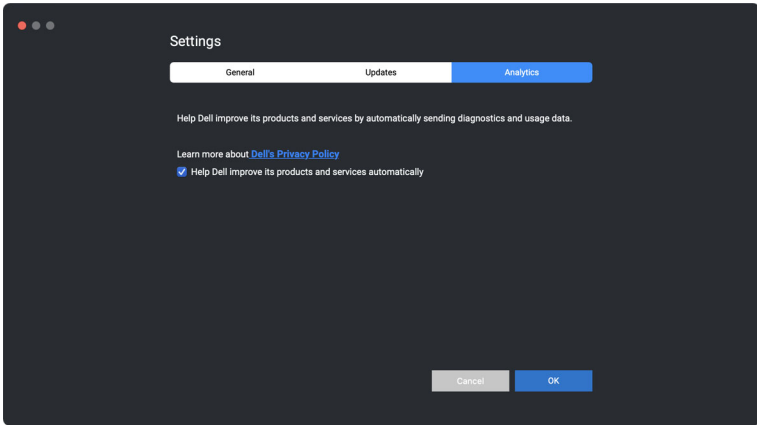 Settings
General Updates Analytics
Help Dell improve its products and services by automatically sending diagnostics and usage data.
Learn more about Dell's Privacy Policy
Help Dell improve its products and services automatically
Cancel OK